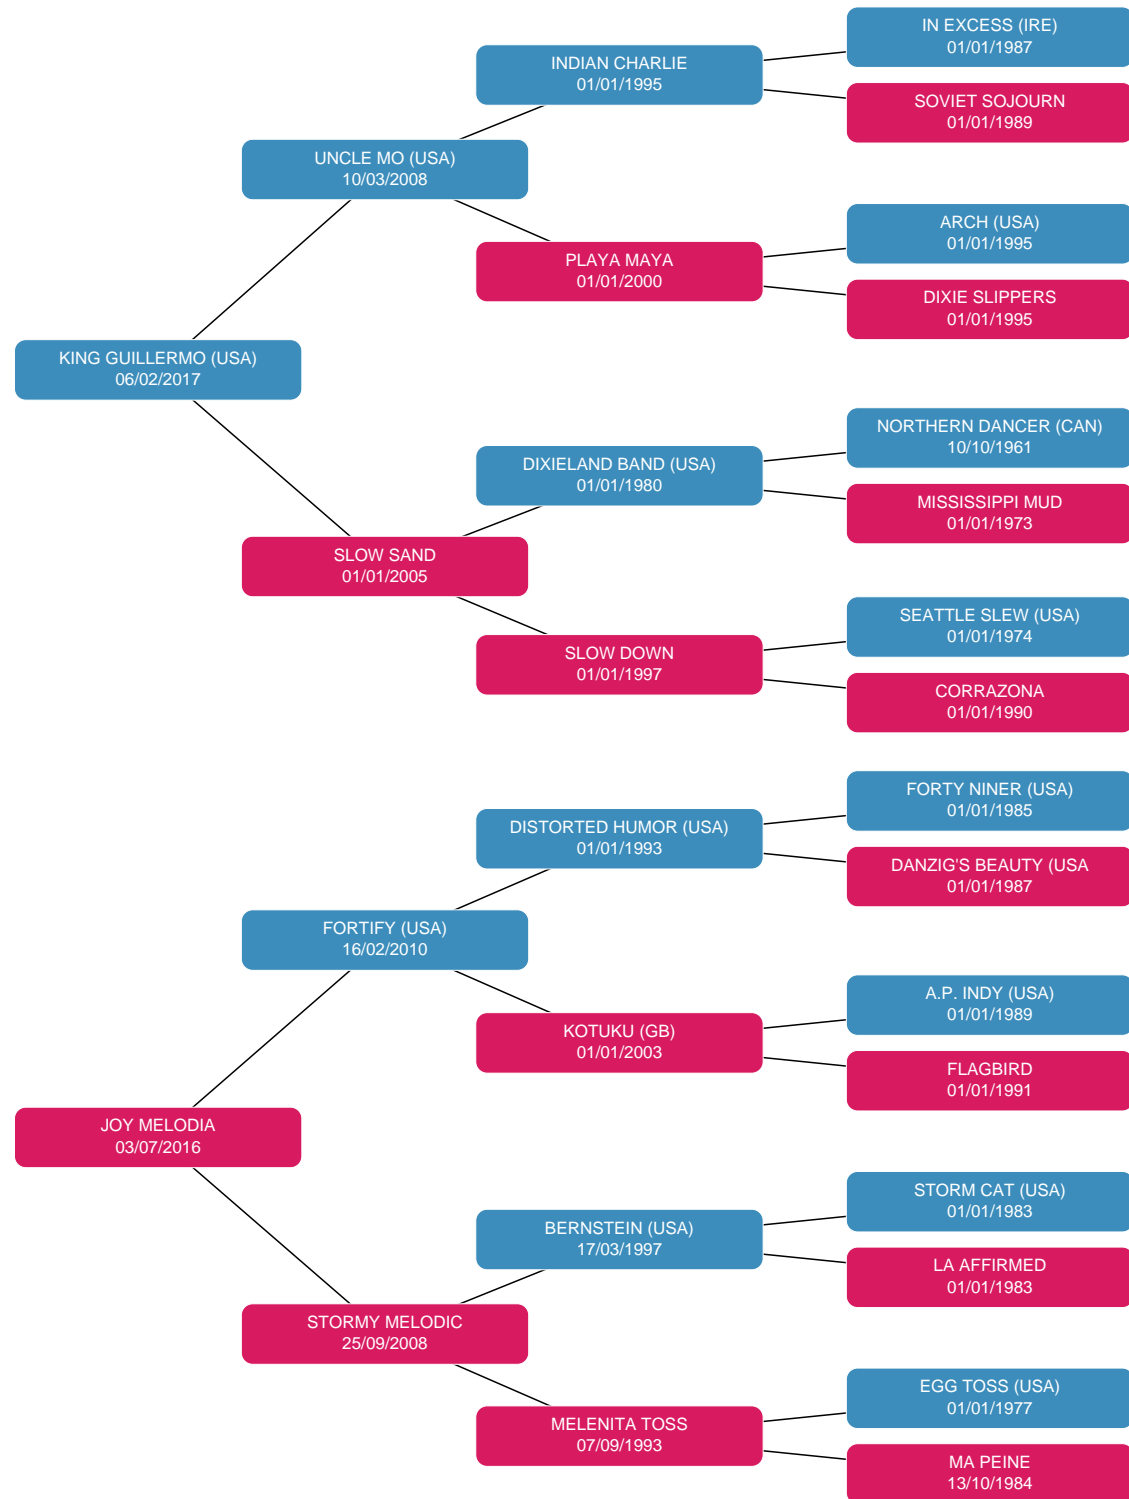 IN EXCESS (IRE)
01/01/1987
INDIAN CHARLIE
01/01/1995
SOVIET SOJOURN
01/01/1989
UNCLE MO (USA)
10/03/2008
ARCH (USA)
01/01/1995
PLAYA MAYA
01/01/2000
DIXIE SLIPPERS
01/01/1995
KING GUILLERMO (USA)
06/02/2017
NORTHERN DANCER (CAN)
10/10/1961
DIXIELAND BAND (USA)
01/01/1980
MISSISSIPPI MUD
01/01/1973
SLOW SAND
01/01/2005
SEATTLE SLEW (USA)
01/01/1974
SLOW DOWN
01/01/1997
CORRAZONA
01/01/1990
FORTY NINER (USA)
01/01/1985
DISTORTED HUMOR (USA)
01/01/1993
DANZIG'S BEAUTY (USA
01/01/1987
FORTIFY (USA)
16/02/2010
A.P. INDY (USA)
01/01/1989
KOTUKU (GB)
01/01/2003
FLAGBIRD
01/01/1991
JOY MELODIA
03/07/2016
STORM CAT (USA)
01/01/1983
BERNSTEIN (USA)
17/03/1997
LA AFFIRMED
01/01/1983
STORMY MELODIC
25/09/2008
EGG TOSS (USA)
01/01/1977
MELENITA TOSS
07/09/1993
MA PEINE
13/10/1984